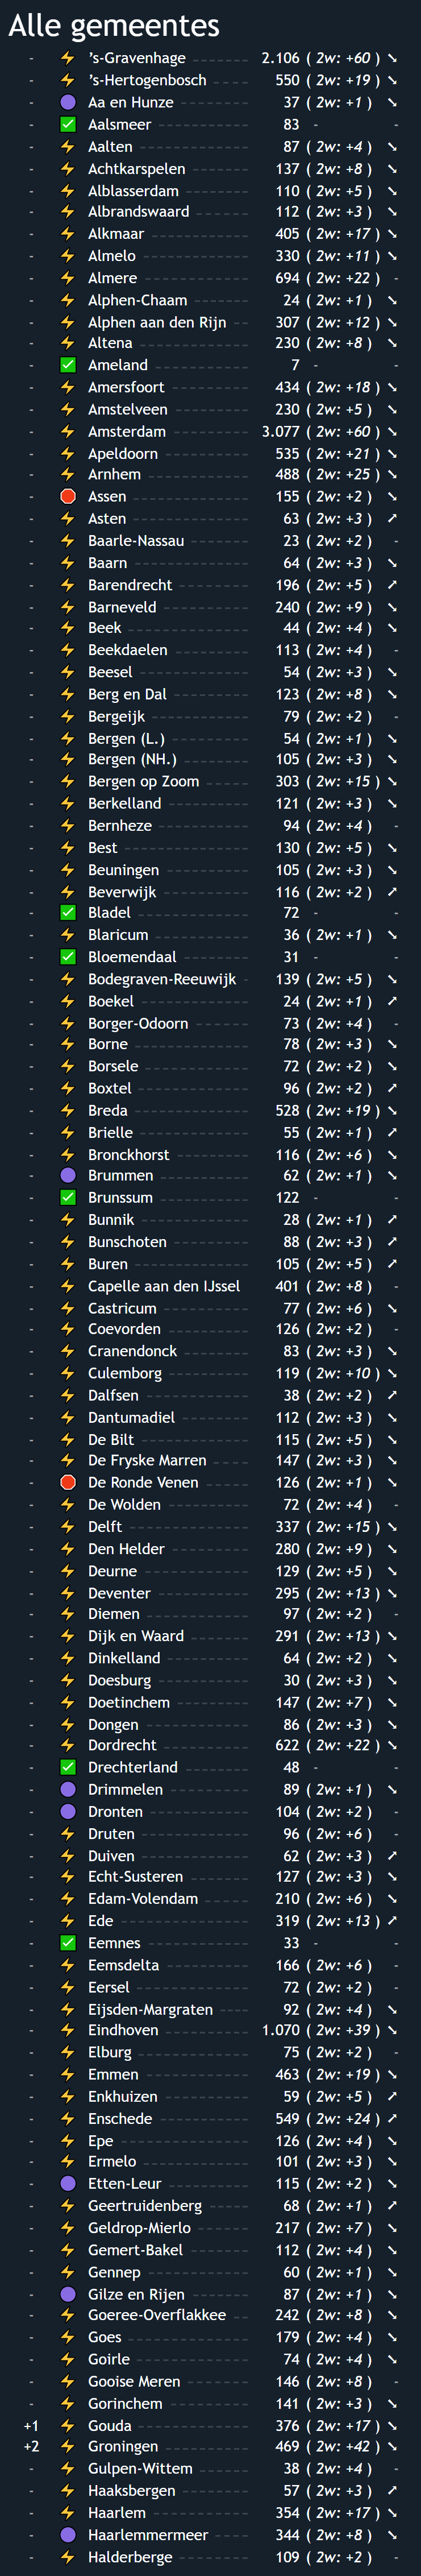 Alle gemeentes
- ⚡ ’s-Gravenhage 2.106 ( 2w: +60 ) ➘
- ⚡ ’s-Hertogenbosch 550 ( 2w: +19 ) ➘
- 🟣 Aa en Hunze 37 ( 2w: +1 ) ➘
- ✅ Aalsmeer 83 - -
- ⚡ Aalten 87 ( 2w: +4 ) ➘
- ⚡ Achtkarspelen 137 ( 2w: +8 ) ➘
- ⚡ Alblasserdam 110 ( 2w: +5 ) ➘
- ⚡ Albrandswaard 112 ( 2w: +3 ) ➘
- ⚡ Alkmaar 405 ( 2w: +17 ) ➘
- ⚡ Almelo 330 ( 2w: +11 ) ➘
- ⚡ Almere 694 ( 2w: +22 ) -
- ⚡ Alphen-Chaam 24 ( 2w: +1 ) ➘
- ⚡ Alphen aan den Rijn 307 ( 2w: +12 ) ➘
- ⚡ Altena 230 ( 2w: +8 ) ➘
- ✅ Ameland 7 - -
- ⚡ Amersfoort 434 ( 2w: +18 ) ➘
- ⚡ Amstelveen 230 ( 2w: +5 ) ➘
- ⚡ Amsterdam 3.077 ( 2w: +60 ) ➘
- ⚡ Apeldoorn 535 ( 2w: +21 ) ➘
- ⚡ Arnhem 488 ( 2w: +25 ) ➘
- 🛑 Assen 155 ( 2w: +2 ) ➘
- ⚡ Asten 63 ( 2w: +3 ) ➚
- ⚡ Baarle-Nassau 23 ( 2w: +2 ) -
- ⚡ Baarn 64 ( 2w: +3 ) ➘
- ⚡ Barendrecht 196 ( 2w: +5 ) ➚
- ⚡ Barneveld 240 ( 2w: +9 ) ➘
- ⚡ Beek 44 ( 2w: +4 ) ➘
- ⚡ Beekdaelen 113 ( 2w: +4 ) -
- ⚡ Beesel 54 ( 2w: +3 ) ➘
- ⚡ Berg en Dal 123 ( 2w: +8 ) ➘
- ⚡ Bergeijk 79 ( 2w: +2 ) -
- ⚡ Bergen (L.) 54 ( 2w: +1 ) ➘
- ⚡ Bergen (NH.) 105 ( 2w: +3 ) ➘
- ⚡ Bergen op Zoom 303 ( 2w: +15 ) ➘
- ⚡ Berkelland 121 ( 2w: +3 ) ➘
- ⚡ Bernheze 94 ( 2w: +4 ) -
- ⚡ Best 130 ( 2w: +5 ) ➘
- ⚡ Beuningen 105 ( 2w: +3 ) ➘
- ⚡ Beverwijk 116 ( 2w: +2 ) ➚
- ✅ Bladel 72 - -
- ⚡ Blaricum 36 ( 2w: +1 ) ➘
- ✅ Bloemendaal 31 - -
- ⚡ Bodegraven-Reeuwijk 139 ( 2w: +5 ) ➘
- ⚡ Boekel 24 ( 2w: +1 ) ➚
- ⚡ Borger-Odoorn 73 ( 2w: +4 ) -
- ⚡ Borne 78 ( 2w: +3 ) ➘
- ⚡ Borsele 72 ( 2w: +2 ) ➘
- ⚡ Boxtel 96 ( 2w: +2 ) ➚
- ⚡ Breda 528 ( 2w: +19 ) ➘
- ⚡ Brielle 55 ( 2w: +1 ) ➚
- ⚡ Bronckhorst 116 ( 2w: +6 ) ➘
- 🟣 Brummen 62 ( 2w: +1 ) ➘
- ✅ Brunssum 122 - -
- ⚡ Bunnik 28 ( 2w: +1 ) ➚
- ⚡ Bunschoten 88 ( 2w: +3 ) ➚
- ⚡ Buren 105 ( 2w: +5 ) ➚
- ⚡ Capelle aan den IJssel 401 ( 2w: +8 ) -
- ⚡ Castricum 77 ( 2w: +6 ) ➘
- ⚡ Coevorden 126 ( 2w: +2 ) -
- ⚡ Cranendonck 83 ( 2w: +3 ) ➘
- ⚡ Culemborg 119 ( 2w: +10 ) ➘
- ⚡ Dalfsen 38 ( 2w: +2 ) ➚
- ⚡ Dantumadiel 112 ( 2w: +3 ) ➘
- ⚡ De Bilt 115 ( 2w: +5 ) ➘
- ⚡ De Fryske Marren 147 ( 2w: +3 ) ➘
- 🛑 De Ronde Venen 126 ( 2w: +1 ) ➘
- ⚡ De Wolden 72 ( 2w: +4 ) -
- ⚡ Delft 337 ( 2w: +15 ) ➘
- ⚡ Den Helder 280 ( 2w: +9 ) ➘
- ⚡ Deurne 129 ( 2w: +5 ) ➘
- ⚡ Deventer 295 ( 2w: +13 ) ➘
- ⚡ Diemen 97 ( 2w: +2 ) -
- ⚡ Dijk en Waard 291 ( 2w: +13 ) ➘
- ⚡ Dinkelland 64 ( 2w: +2 ) ➘
- ⚡ Doesburg 30 ( 2w: +3 ) ➘
- ⚡ Doetinchem 147 ( 2w: +7 ) ➘
- ⚡ Dongen 86 ( 2w: +3 ) ➘
- ⚡ Dordrecht 622 ( 2w: +22 ) ➘
- ✅ Drechterland 48 - -
- 🟣 Drimmelen 89 ( 2w: +1 ) ➘
- 🟣 Dronten 104 ( 2w: +2 ) -
- ⚡ Druten 96 ( 2w: +6 ) -
- ⚡ Duiven 62 ( 2w: +3 ) ➚
- ⚡ Echt-Susteren 127 ( 2w: +3 ) ➘
- ⚡ Edam-Volendam 210 ( 2w: +6 ) ➘
- ⚡ Ede 319 ( 2w: +13 ) ➚
- ✅ Eemnes 33 - -
- ⚡ Eemsdelta 166 ( 2w: +6 ) -
- ⚡ Eersel 72 ( 2w: +2 ) -
- ⚡ Eijsden-Margraten 92 ( 2w: +4 ) ➘
- ⚡ Eindhoven 1.070 ( 2w: +39 ) ➘
- ⚡ Elburg 75 ( 2w: +2 ) -
- ⚡ Emmen 463 ( 2w: +19 ) ➘
- ⚡ Enkhuizen 59 ( 2w: +5 ) ➚
- ⚡ Enschede 549 ( 2w: +24 ) ➚
- ⚡ Epe 126 ( 2w: +4 ) ➘
- ⚡ Ermelo 101 ( 2w: +3 ) ➘
- 🟣 Etten-Leur 115 ( 2w: +2 ) ➘
- ⚡ Geertruidenberg 68 ( 2w: +1 ) ➚
- ⚡ Geldrop-Mierlo 217 ( 2w: +7 ) ➘
- ⚡ Gemert-Bakel 112 ( 2w: +4 ) ➘
- ⚡ Gennep 60 ( 2w: +1 ) ➘
- 🟣 Gilze en Rijen 87 ( 2w: +1 ) ➘
- ⚡ Goeree-Overflakkee 242 ( 2w: +8 ) ➘
- ⚡ Goes 179 ( 2w: +4 ) ➘
- ⚡ Goirle 74 ( 2w: +4 ) ➘
- ⚡ Gooise Meren 146 ( 2w: +8 ) -
- ⚡ Gorinchem 141 ( 2w: +3 ) ➘
+1 ⚡ Gouda 376 ( 2w: +17 ) ➘
+2 ⚡ Groningen 469 ( 2w: +42 ) ➘
- ⚡ Gulpen-Wittem 38 ( 2w: +4 ) -
- ⚡ Haaksbergen 57 ( 2w: +3 ) ➚
- ⚡ Haarlem 354 ( 2w: +17 ) ➘
- 🟣 Haarlemmermeer 344 ( 2w: +8 ) ➘
- ⚡ Halderberge 109 ( 2w: +2 ) -